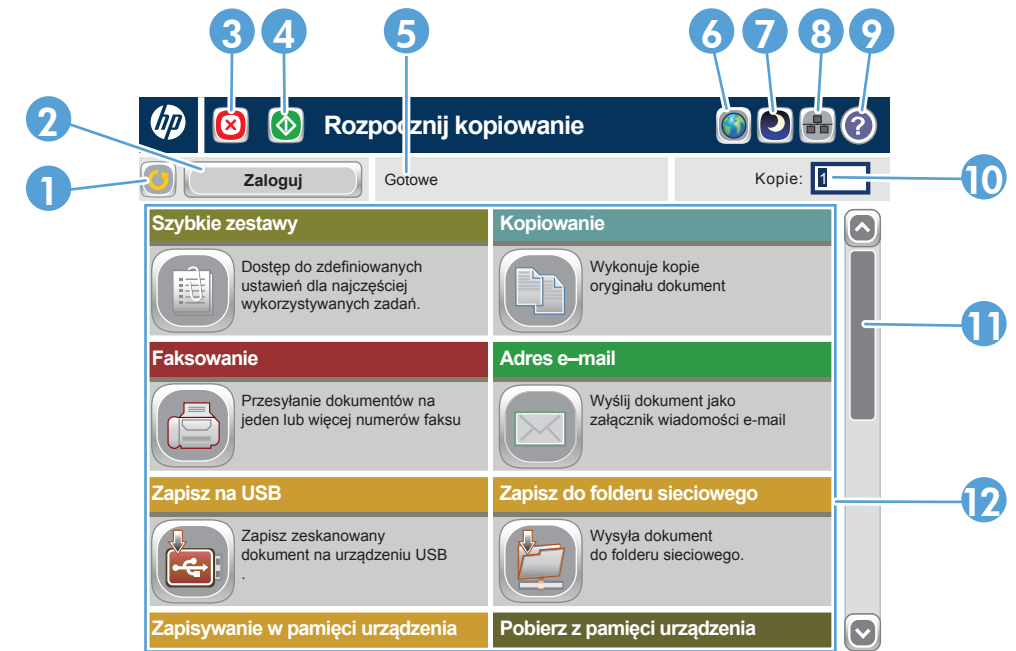 3 4 5 6 7 8 9
2
hp
Rozpocznij kopiowanie
?
1
Zaloguj
Gotowe
Kopie: 1
10
Szybkie zestawy
Dostęp do zdefiniowanych
ustawień dla najczęściej
wykorzystywanych zadań.
Kopiowanie
Wykonuje kopie
oryginału dokument
11
Faksowanie
Przesyłanie dokumentów na
jeden lub więcej numerów faksu
Adres e–mail
Wyślij dokument jako
załącznik wiadomości e-mail
Zapisz na USB
Zapisz zeskanowany
dokument na urządzeniu USB
.
Zapisz do folderu sieciowego
Wysyła dokument
do folderu sieciowego.
12
Zapisywanie w pamięci urządzenia
Pobierz z pamięci urządzenia